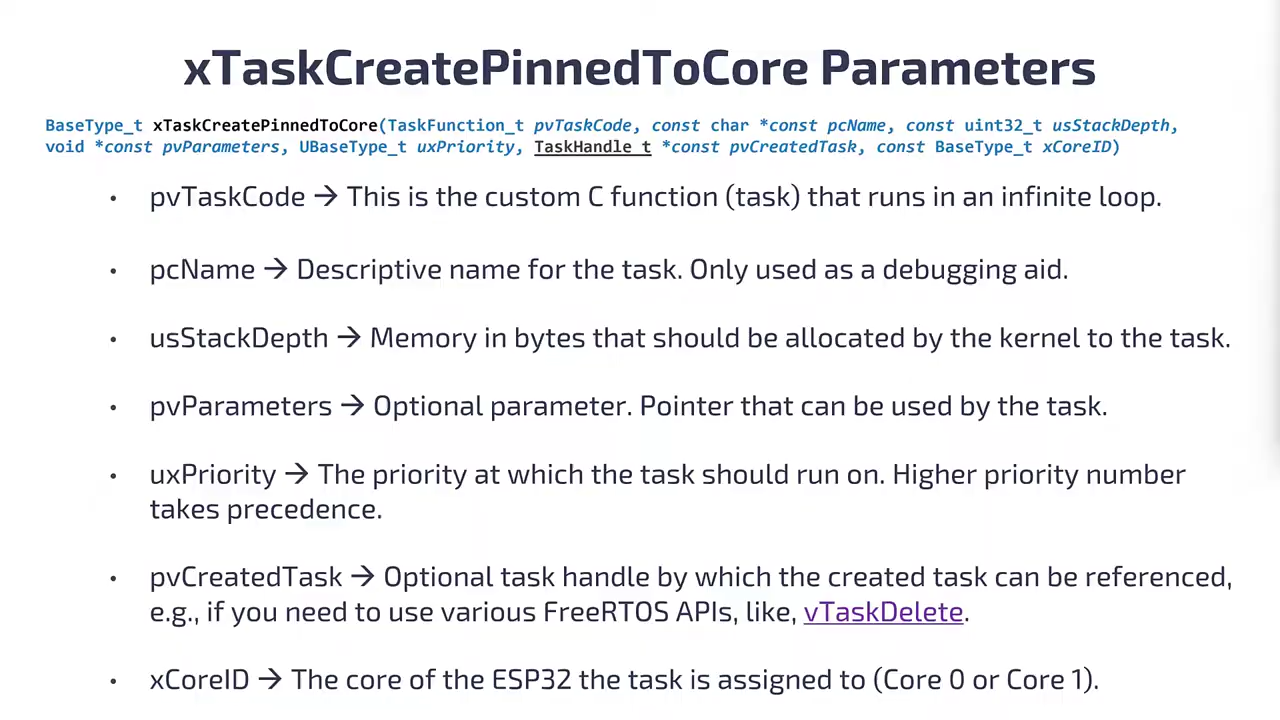 xTaskCreatePinnedToCore Parameters
BaseType_t xTaskCreatePinnedToCore(TaskFunction_t pvTaskCode, const char *const pcName, const uint32_t usStackDepth,
void *const pvParameters, UBaseType_t uxPriority, TaskHandle_t *const pvCreatedTask, const BaseType_t xCoreID)
• pvTaskCode → This is the custom C function (task) that runs in an infinite loop.
• pcName → Descriptive name for the task. Only used as a debugging aid.
• usStackDepth → Memory in bytes that should be allocated by the kernel to the task.
• pvParameters → Optional parameter. Pointer that can be used by the task.
• uxPriority → The priority at which the task should run on. Higher priority number
takes precedence.
• pvCreatedTask → Optional task handle by which the created task can be referenced,
e.g., if you need to use various FreeRTOS APIs, like, vTaskDelete.
• xCoreID → The core of the ESP32 the task is assigned to (Core 0 or Core 1).